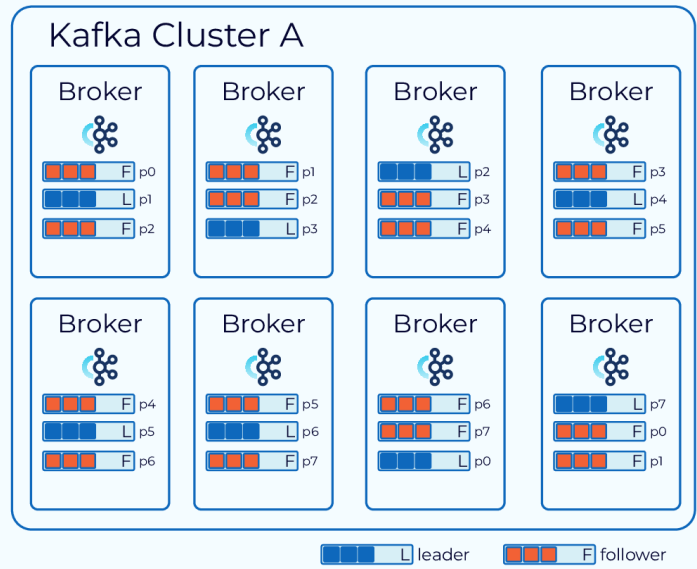 Kafka Cluster A
Broker
F p0
L p1
F p2
Broker
F p1
F p2
L p3
Broker
L p2
F p3
F p4
Broker
F p3
L p4
F p5
Broker
F p4
L p5
F p6
Broker
F p5
L p6
F p7
Broker
F p6
F p7
L p0
Broker
L p7
F p0
F p1
L leader
F follower